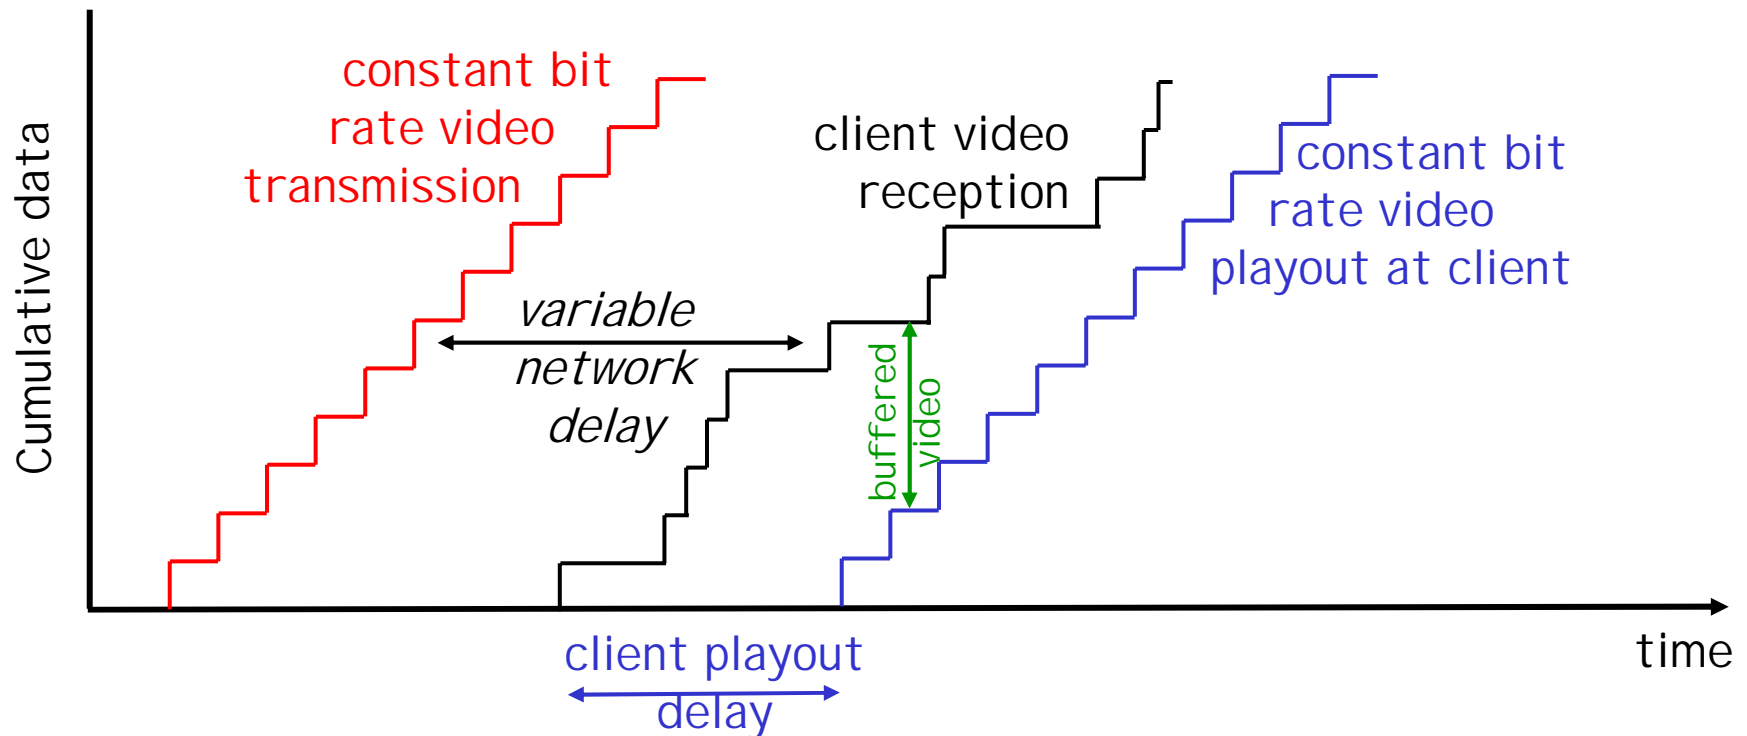 constant bit
rate video
transmission
client video
reception
constant bit
rate video
playout at client
Cumulative data
variable
network
delay
buffered
video
time
client playout
delay